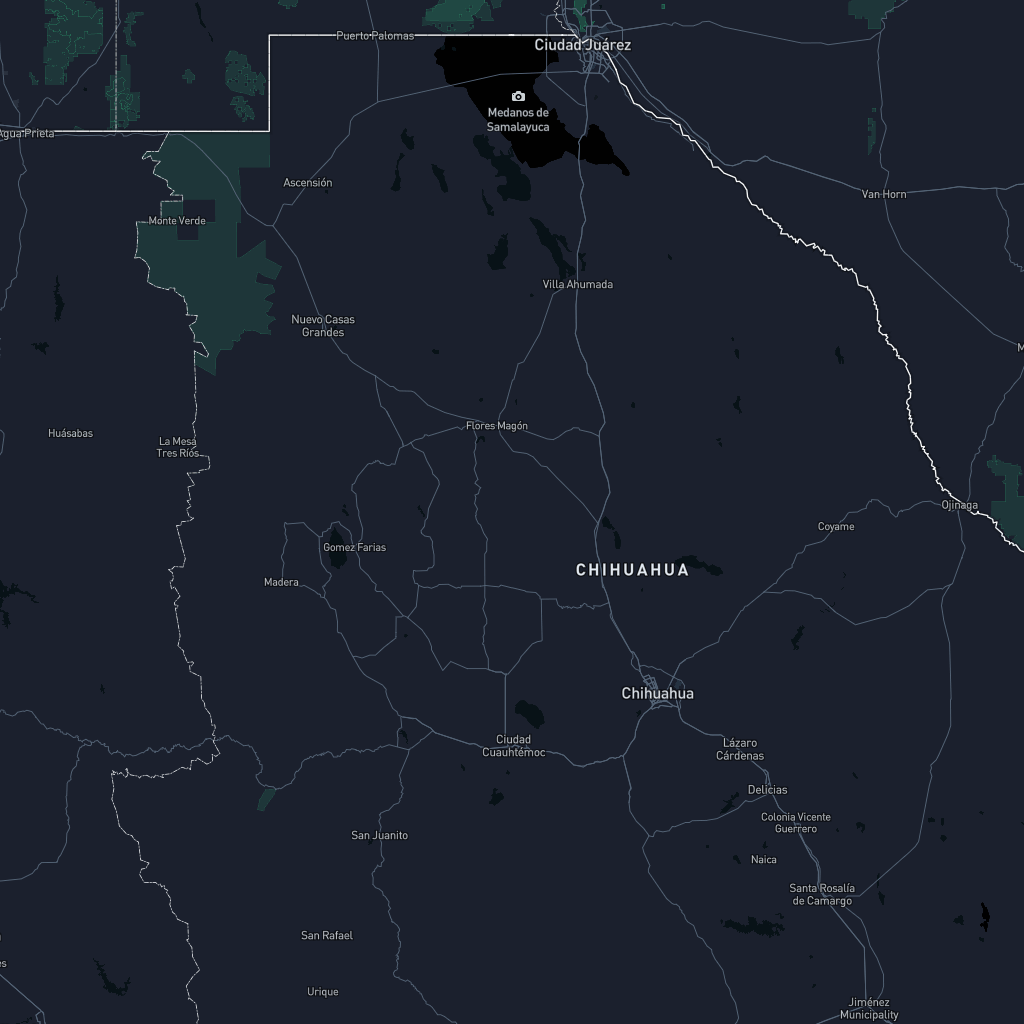 Puerto Palomas
Ciudad Juárez
Medanos de
Samalayuca
Agua Prieta
Ascensión
Van Horn
Monte Verde
Villa Ahumada
Nuevo Casas
Grandes
Flores Magón
Huásabas
La Mesa
Tres Ríos
Ojinaga
Coyame
Gomez Farias
CHIHUAHUA
Madera
Chihuahua
Ciudad
Cuauhtémoc
Lázaro
Cárdenas
Delicias
Colonia Vicente
Guerrero
San Juanito
Naica
Santa Rosalía
de Camargo
San Rafael
Urique
Jiménez
Municipality